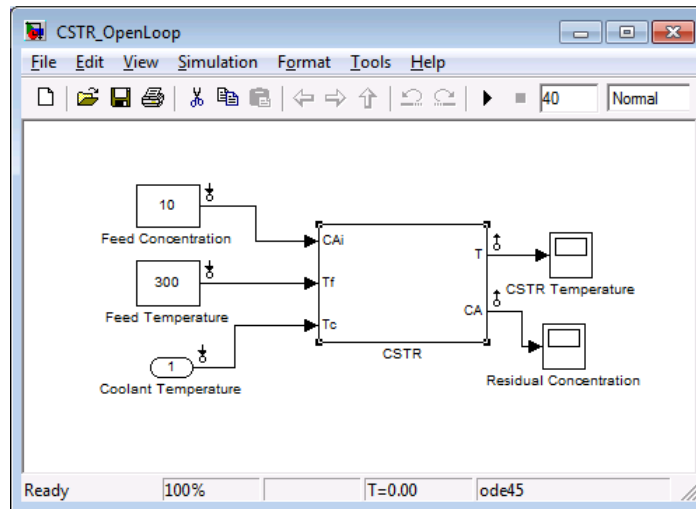 CSTR_OpenLoop
File Edit View Simulation Format Tools Help
40 Normal
10
Feed Concentration
300
Feed Temperature
1
Coolant Temperature
CAi
Tf
Tc
T
CA
CSTR
CSTR Temperature
Residual Concentration
Ready 100% T=0.00 ode45